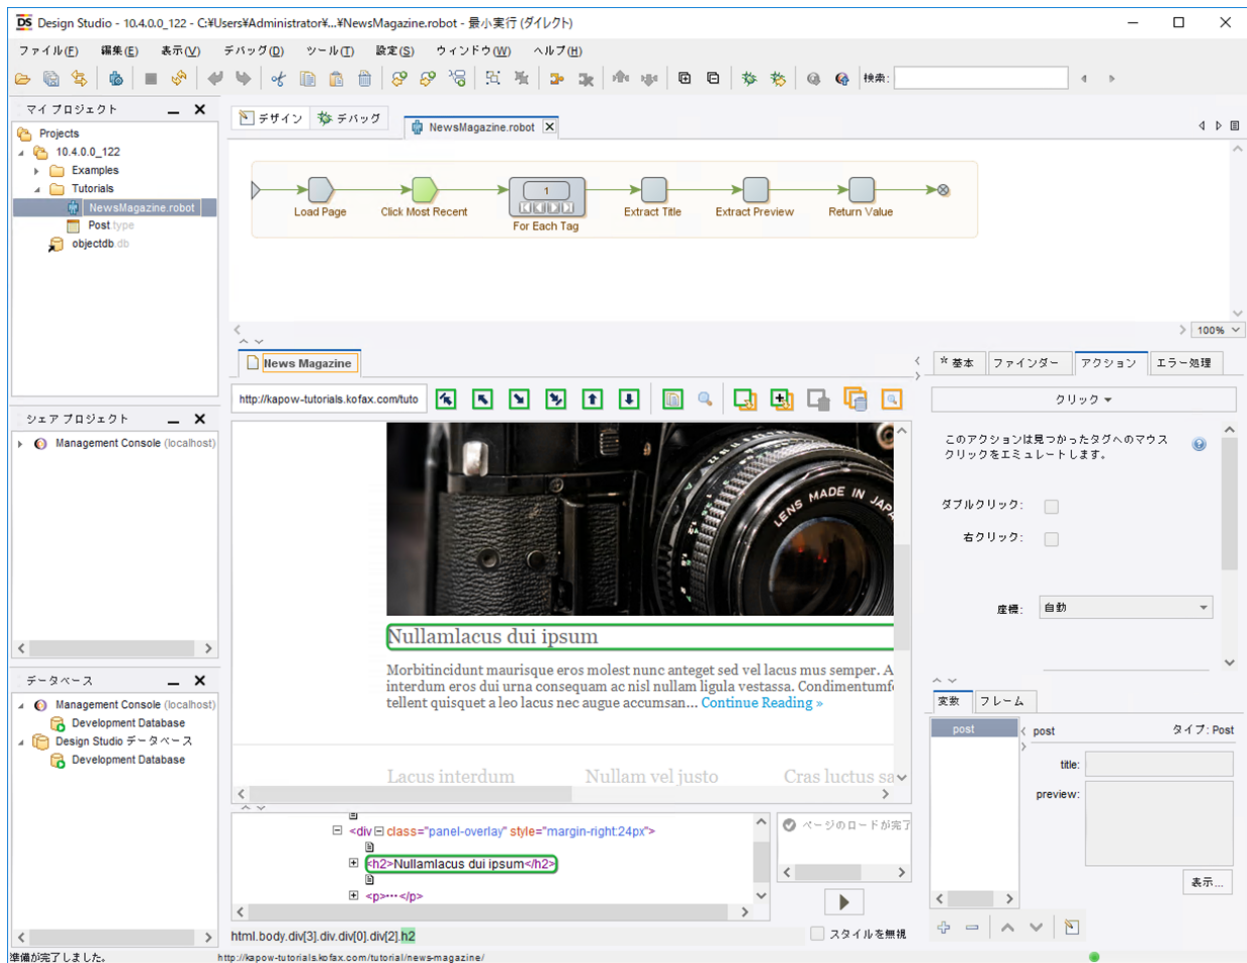 Design Studio - 10.4.0.0_122 - C:¥Users¥Administrator¥...¥NewsMagazine.robot - 最小実行 (ダイレクト)
ファイル(F) 編集(E) 表示(V) デバッグ(D) ツール(T) 設定(S) ウィンドウ(W) ヘルプ(H)
検索:
マイ プロジェクト
Projects
10.4.0.0_122
Examples
Tutorials
NewsMagazine.robot
Post.type
objectdb.db
シェア プロジェクト
Management Console (localhost)
データベース
Management Console (localhost)
Development Database
Design Studio データベース
Development Database
デザイン デバッグ NewsMagazine.robot
1
Load Page Click Most Recent For Each Tag Extract Title Extract Preview Return Value
100%
News Magazine
http://kapow-tutorials.kofax.com/tuto
LENS MADE IN JAPA
Nullamlacus dui ipsum
Morbitincidunt maurisque eros molest nunc anteget sed vel lacus mus semper. A
interdum eros dui urna consequam ac nisl nullam ligula vestassa. Condimentumf
tellent quisquet a leo lacus nec augue accumsan... Continue Reading »
Lacus interdum Nullam vel justo Cras luctus sa
<div class="panel-overlay" style="margin-right:24px">
<h2>Nullamlacus dui ipsum</h2>
<p>···</p>
html.body.div[3].div.div[0].div[2].h2
ページのロードが完了
スタイルを無視
* 基本 ファインダー アクション エラー処理
クリック
このアクションは見つかったタグへのマウス
クリックをエミュレートします。
ダブルクリック:
右クリック:
座標: 自動
変数 フレーム
post
post タイプ: Post
title:
preview:
表示...
準備が完了しました。
http://kapow-tutorials.kofax.com/tutorial/news-magazine/